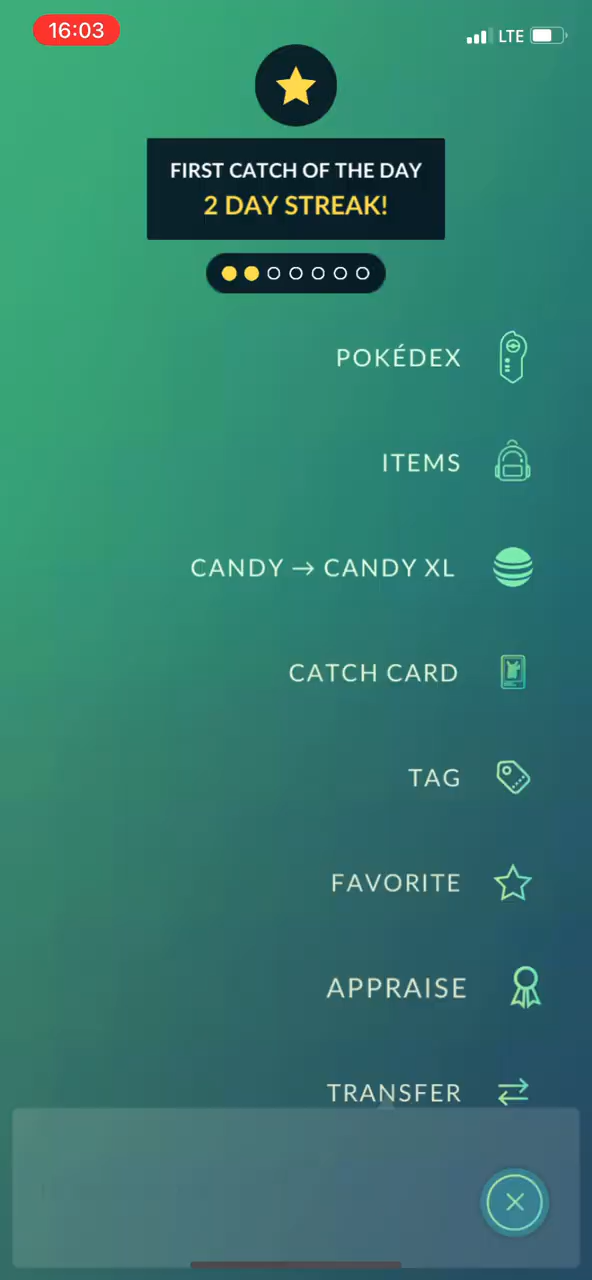 16:03
LTE
FIRST CATCH OF THE DAY
2 DAY STREAK!
POKÉDEX
ITEMS
CANDY → CANDY XL
CATCH CARD
TAG
FAVORITE
APPRAISE
TRANSFER